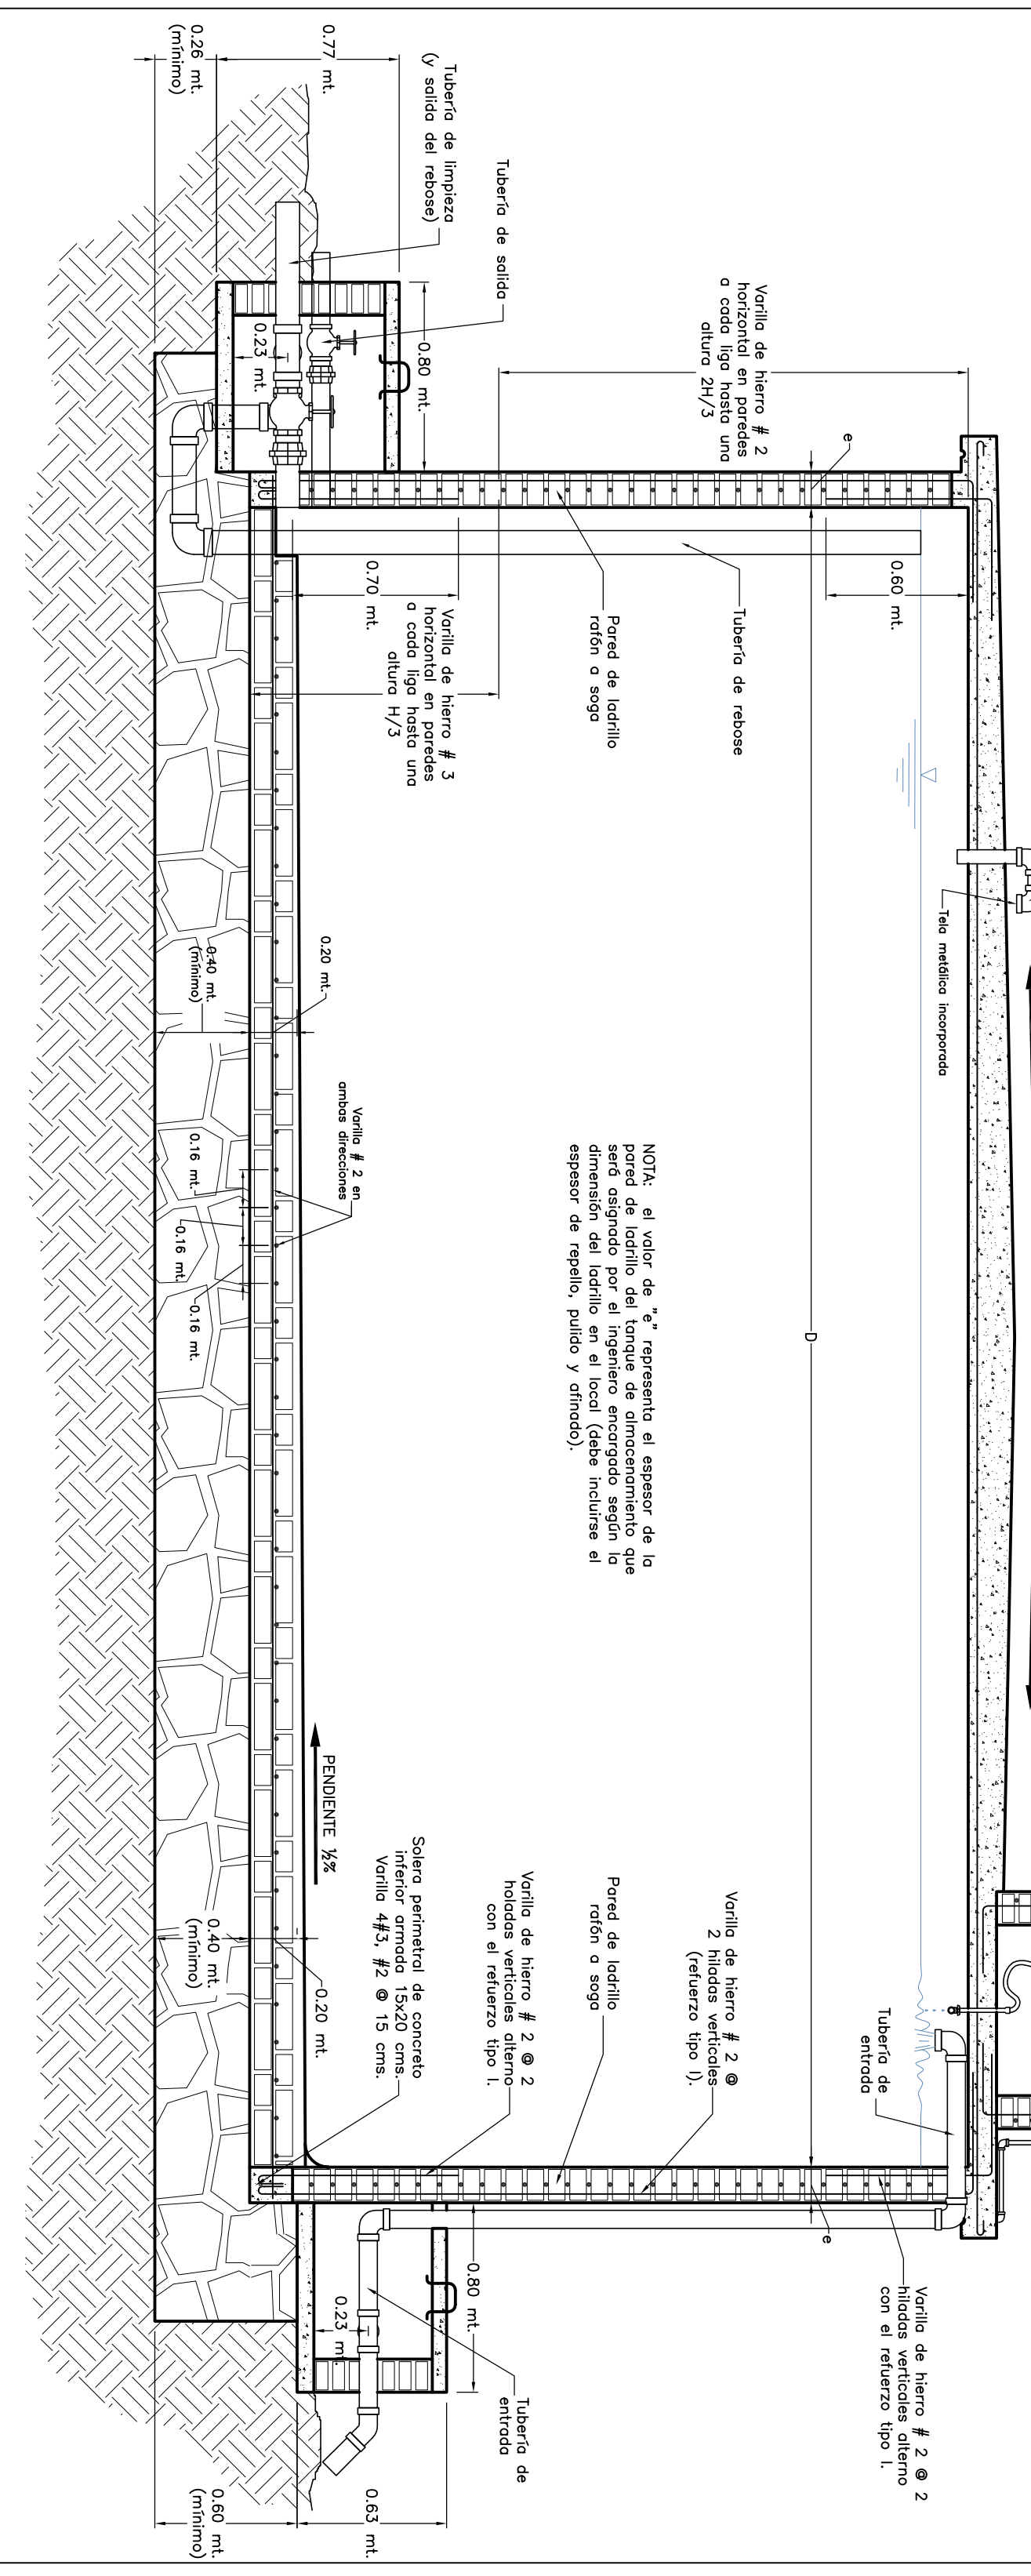 0.77 mt.
0.26 mt.
(mínimo)
Tubería de limpieza
(y salida del rebose)
Tubería de salida
0.80 mt.
0.23 mt.
Varilla de hierro # 2
horizontal en paredes
a cada liga hasta una
altura 2H/3
e
0.60 mt.
0.70 mt.
Tubería de rebose
Pared de ladrillo
rafón a soga
Varilla de hierro # 3
horizontal en paredes
a cada liga hasta una
altura H/3
Tela metálica incorporada
0.20 mt.
0.40 mt.
(mínimo)
Varilla # 2 en
ambas direcciones
0.16 mt.
0.16 mt.
0.16 mt.
NOTA: el valor de "e" representa el espesor de la
pared de ladrillo del tanque de almacenamiento que
será asignado por el ingeniero encargado según la
dimensión del ladrillo en el local (debe incluirse el
espesor de repello, pulido y afinado).
D
PENDIENTE ½%
Tubería de
entrada
Varilla de hierro # 2 @
2 hiladas verticales
(refuerzo tipo I).
Pared de ladrillo
rafón a soga
Varilla de hierro # 2 @ 2
holadas verticales alterno
con el refuerzo tipo I.
Solera perimetral de concreto
inferior armada 15x20 cms.
Varilla 4#3, #2 @ 15 cms.
0.20 mt.
0.40 mt.
(mínimo)
e
Varilla de hierro # 2 @ 2
hiladas verticales alterno
con el refuerzo tipo I.
0.80 mt.
0.23 mt.
Tubería de
entrada
0.63 mt.
0.60 mt.
(mínimo)